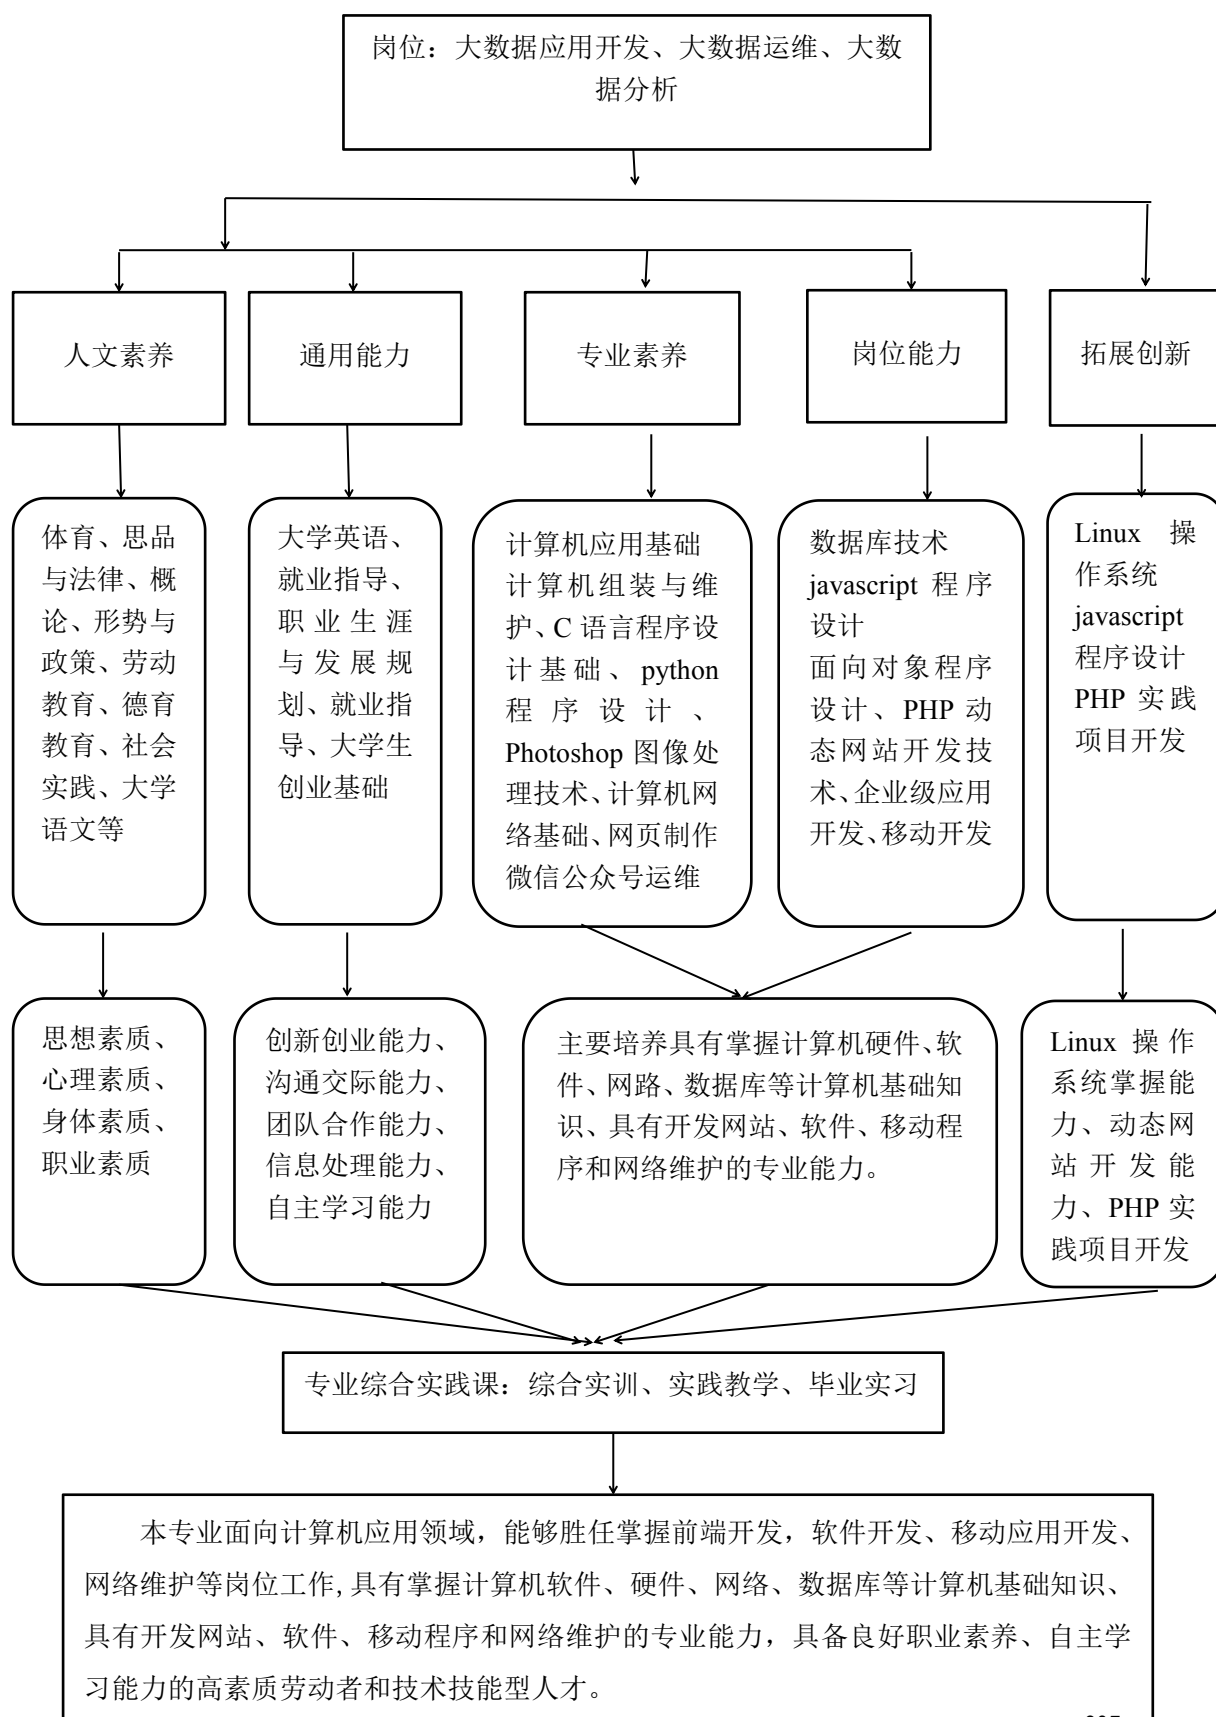 岗位：大数据应用开发、大数据运维、大数
据分析
人文素养
通用能力
专业素养
岗位能力
拓展创新
体育、思品
与法律、概
论、形势与
政策、劳动
教育、德育
教育、社会
实践、大学
语文等
大学英语、
就业指导、
职业生涯
与发展规
划、就业指
导、大学生
创业基础
计算机应用基础
计算机组装与维
护、C 语言程序设
计基础、python
程序设计、
Photoshop 图像处
理技术、计算机网
络基础、网页制作
微信公众号运维
数据库技术
javascript 程序
设计
面向对象程序
设计、PHP 动
态网站开发技
术、企业级应用
开发、移动开发
Linux 操
作系统
javascript
程序设计
PHP 实践
项目开发
思想素质、
心理素质、
身体素质、
职业素质
创新创业能力、
沟通交际能力、
团队合作能力、
信息处理能力、
自主学习能力
主要培养具有掌握计算机硬件、软
件、网路、数据库等计算机基础知
识、具有开发网站、软件、移动程
序和网络维护的专业能力。
Linux 操作
系统掌握能
力、动态网
站开发能
力、PHP 实
践项目开发
专业综合实践课：综合实训、实践教学、毕业实习
本专业面向计算机应用领域，能够胜任掌握前端开发，软件开发、移动应用开发、
网络维护等岗位工作,具有掌握计算机软件、硬件、网络、数据库等计算机基础知识、
具有开发网站、软件、移动程序和网络维护的专业能力，具备良好职业素养、自主学
习能力的高素质劳动者和技术技能型人才。